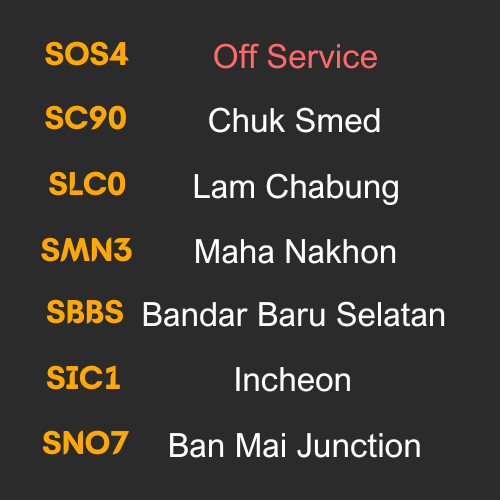 SOS4 Off Service
SC90 Chuk Smed
SLC0 Lam Chabung
SMN3 Maha Nakhon
SBBS Bandar Baru Selatan
SIC1 Incheon
SNO7 Ban Mai Junction